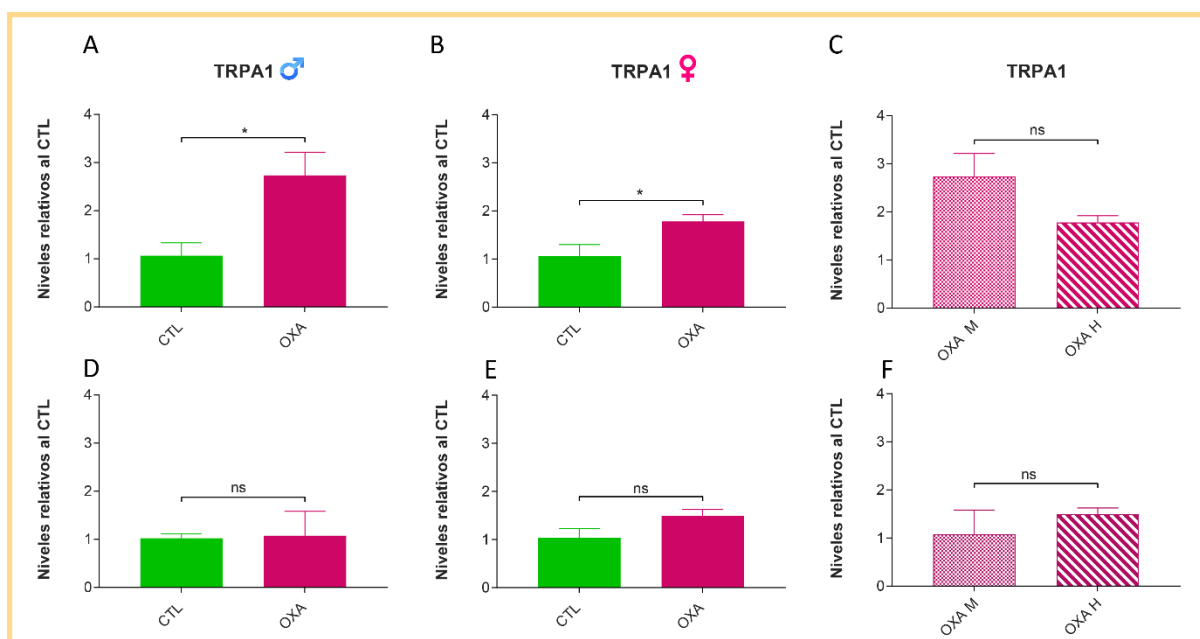 A
TRPA1 ♂
Niveles relativos al CTL
4
3
2
1
0
*
CTL
OXA
B
TRPA1 ♀
Niveles relativos al CTL
4
3
2
1
0
*
CTL
OXA
C
TRPA1
Niveles relativos al CTL
4
3
2
1
0
ns
OXA M
OXA H
D
Niveles relativos al CTL
4
3
2
1
0
ns
CTL
OXA
E
Niveles relativos al CTL
4
3
2
1
0
ns
CTL
OXA
F
Niveles relativos al CTL
4
3
2
1
0
ns
OXA M
OXA H